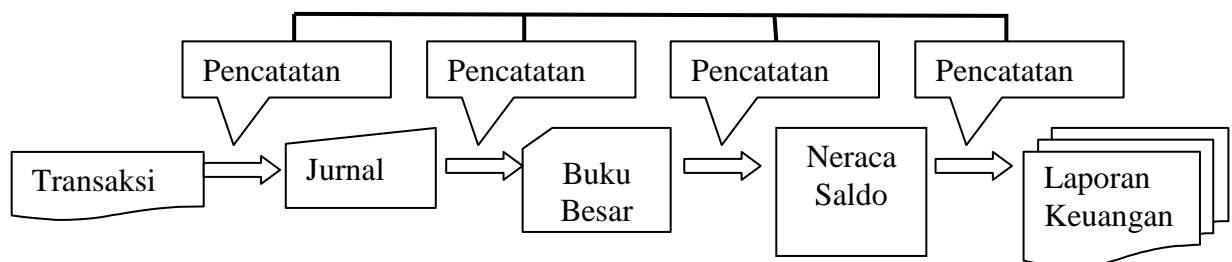 Pencatatan
Pencatatan
Pencatatan
Pencatatan
Transaksi
Jurnal
Buku
Besar
Neraca
Saldo
Laporan
Keuangan